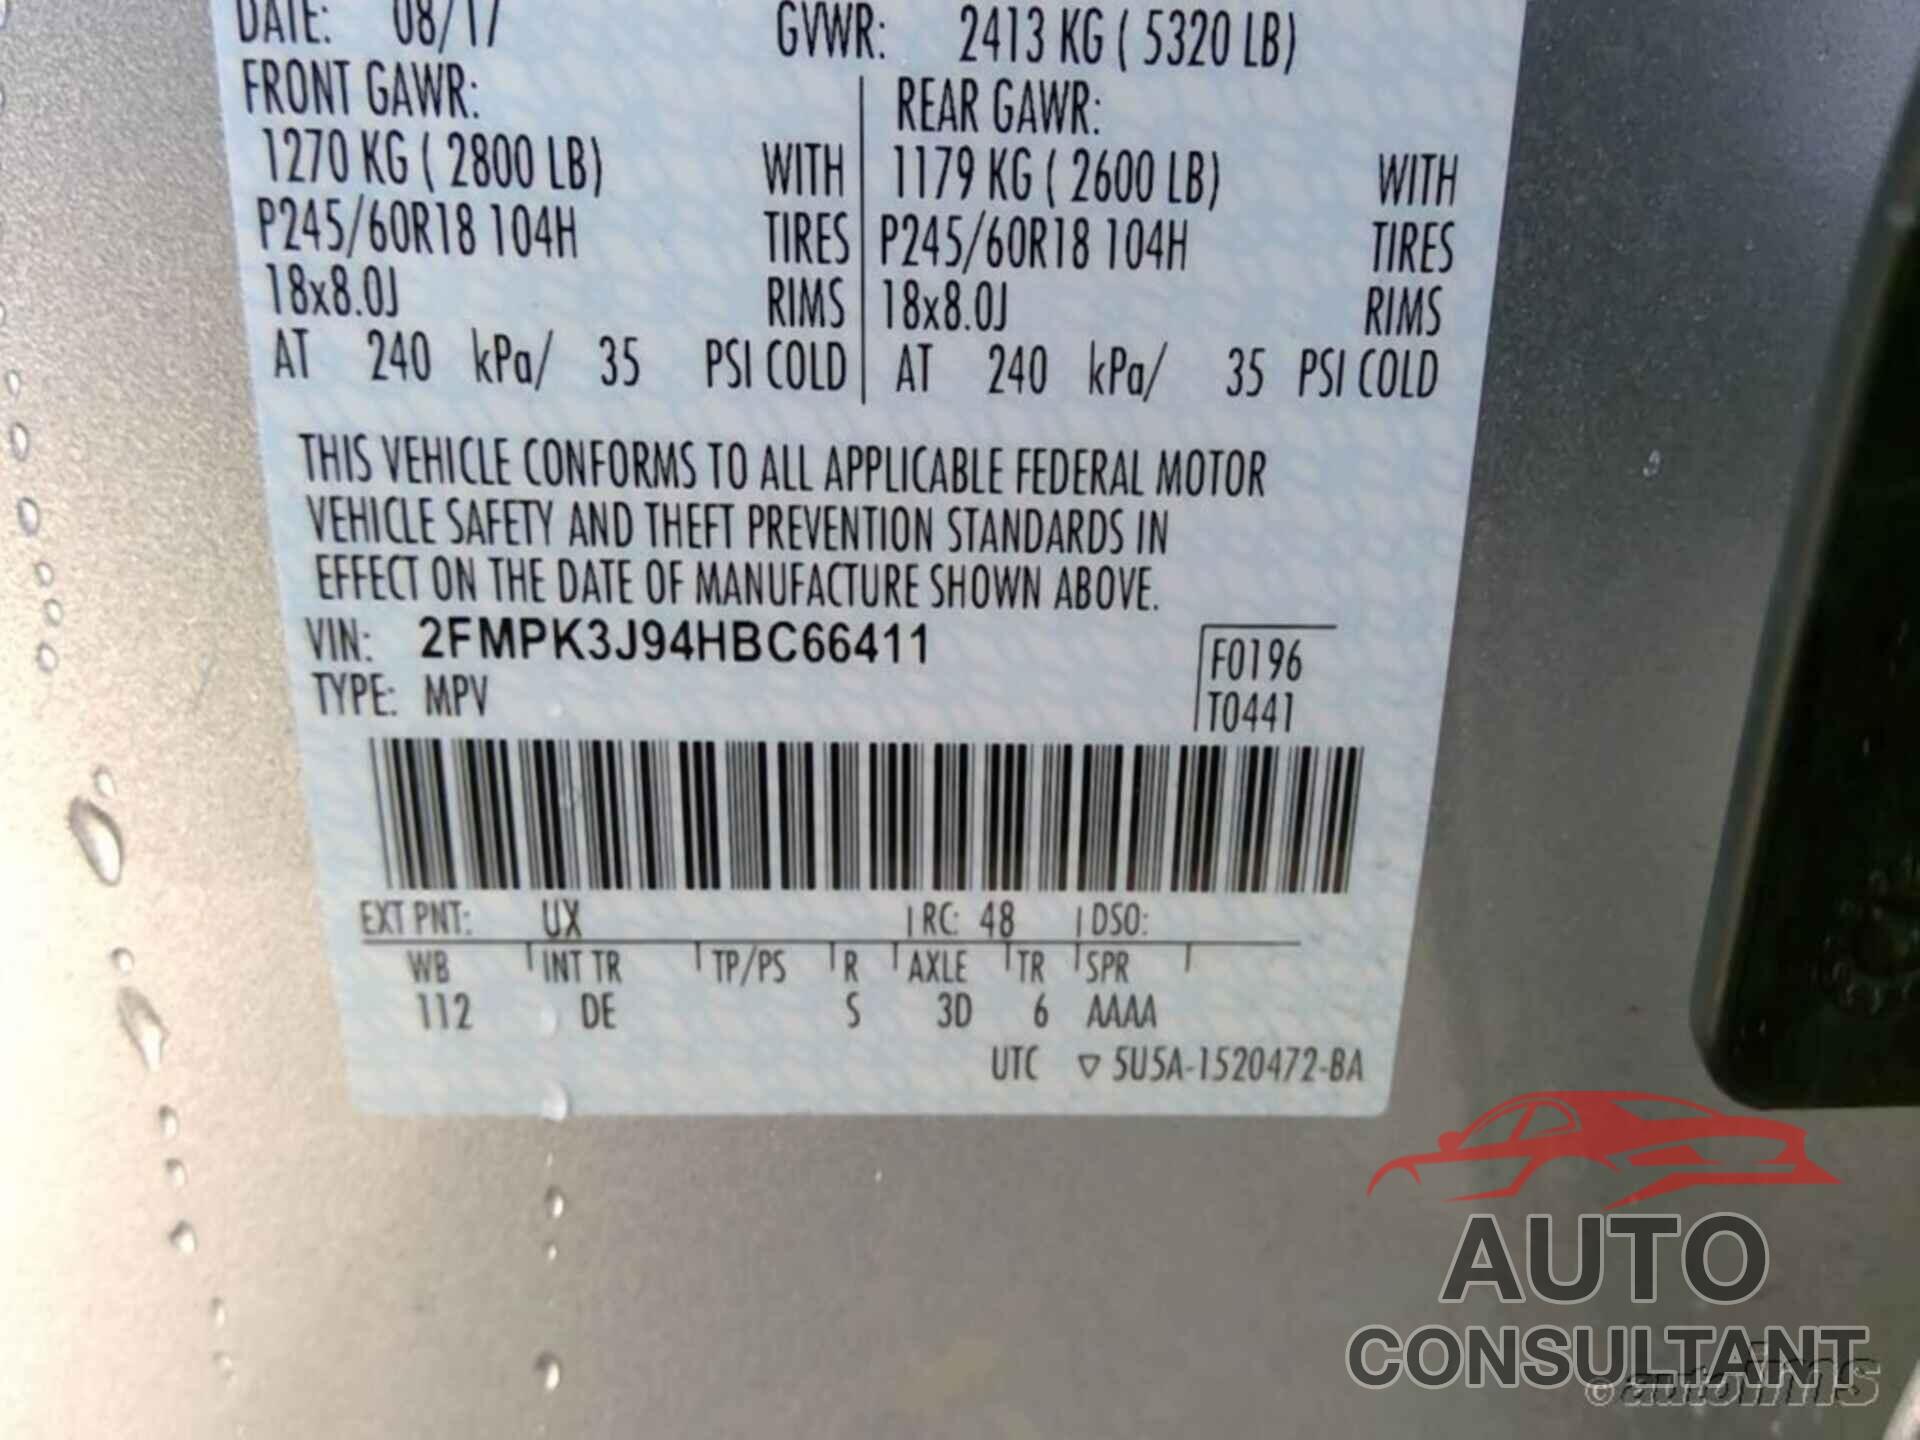 DATE: 08/17 GVWR: 2413 KG ( 5320 LB)
FRONT GAWR: REAR GAWR:
1270 KG ( 2800 LB) WITH 1179 KG ( 2600 LB) WITH
P245/60R18 104H TIRES P245/60R18 104H TIRES
18x8.0J RIMS 18x8.0J RIMS
AT 240 kPa/ 35 PSI COLD AT 240 kPa/ 35 PSI COLD
THIS VEHICLE CONFORMS TO ALL APPLICABLE FEDERAL MOTOR
VEHICLE SAFETY AND THEFT PREVENTION STANDARDS IN
EFFECT ON THE DATE OF MANUFACTURE SHOWN ABOVE.
VIN: 2FMPK3J94HBC66411 F0196
TYPE: MPV T0441
EXT PNT: UX RC: 48 DSO:
WB INT TR TP/PS R AXLE TR SPR
112 DE S 3D 6 AAAA
UTC ▽ 5U5A-1520472-BA
AUTO
CONSULTANT
© autoims